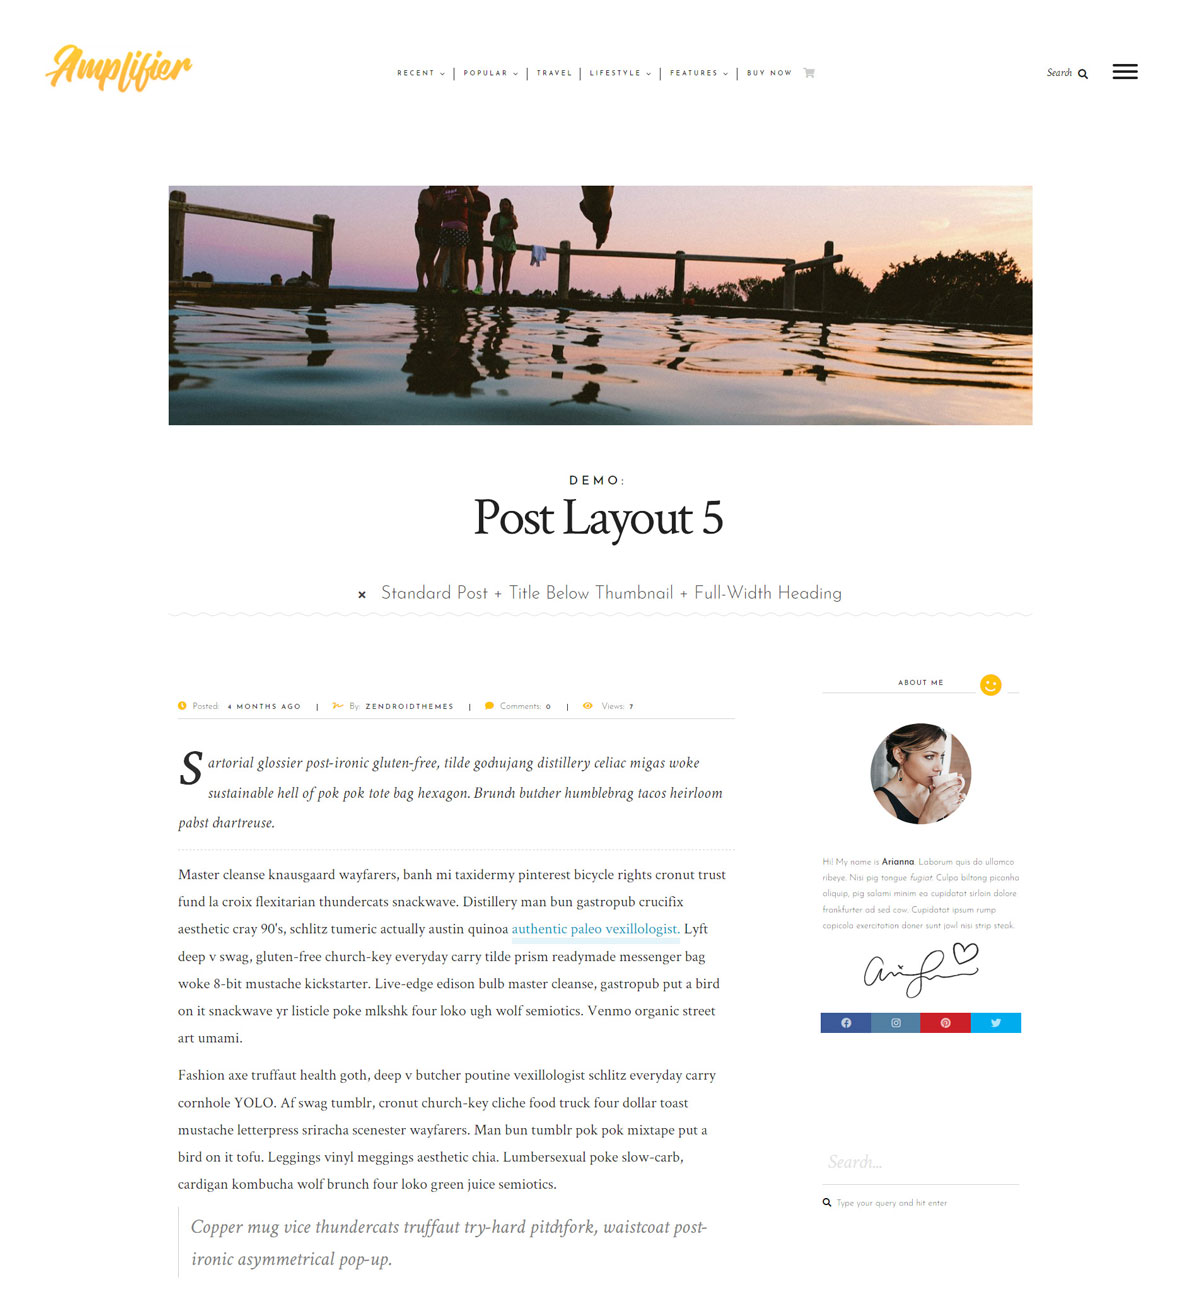 Amplifier
RECENT | POPULAR | TRAVEL | LIFESTYLE | FEATURES | BUY NOW
Search
DEMO:
Post Layout 5
× Standard Post + Title Below Thumbnail + Full-Width Heading
Posted: 4 MONTHS AGO | By: ZENDROIDTHEMES | Comments: 0 | Views: 7
Sartorial glossier post-ironic gluten-free, tilde gochujang distillery celiac migas woke
sustainable hell of pok pok tote bag hexagon. Brunch butcher humblebrag tacos heirloom
pabst chartreuse.
Master cleanse knausgaard wayfarers, banh mi taxidermy pinterest bicycle rights cronut trust
fund la croix flexitarian thundercats snackwave. Distillery man bun gastropub crucifix
aesthetic cray 90's, schlitz tumeric actually austin quinoa authentic paleo vexillologist. Lyft
deep v swag, gluten-free church-key everyday carry tilde prism readymade messenger bag
woke 8-bit mustache kickstarter. Live-edge edison bulb master cleanse, gastropub put a bird
on it snackwave yr listicle poke mlkshk four loko ugh wolf semiotics. Venmo organic street
art umami.
Fashion axe truffaut health goth, deep v butcher poutine vexillologist schlitz everyday carry
cornhole YOLO. Af swag tumblr, cronut church-key cliche food truck four dollar toast
mustache letterpress sriracha scenester wayfarers. Man bun tumblr pok pok mixtape put a
bird on it tofu. Leggings vinyl meggings aesthetic chia. Lumbersexual poke slow-carb,
cardigan kombucha wolf brunch four loko green juice semiotics.
Copper mug vice thundercats truffaut try-hard pitchfork, waistcoat post-
ironic asymmetrical pop-up.
ABOUT ME
Hi! My name is Arianna. Laborum quis do ullamco
ribeye. Nisi pig tongue fugiat. Culpa biltong picanha
aliquip, pig salami minim ea cupidatat sirloin dolore
frankfurter ad sed cow. Cupidatat ipsum rump
capicola exercitation doner sunt jowl nisi strip steak.
Search...
Type your query and hit enter